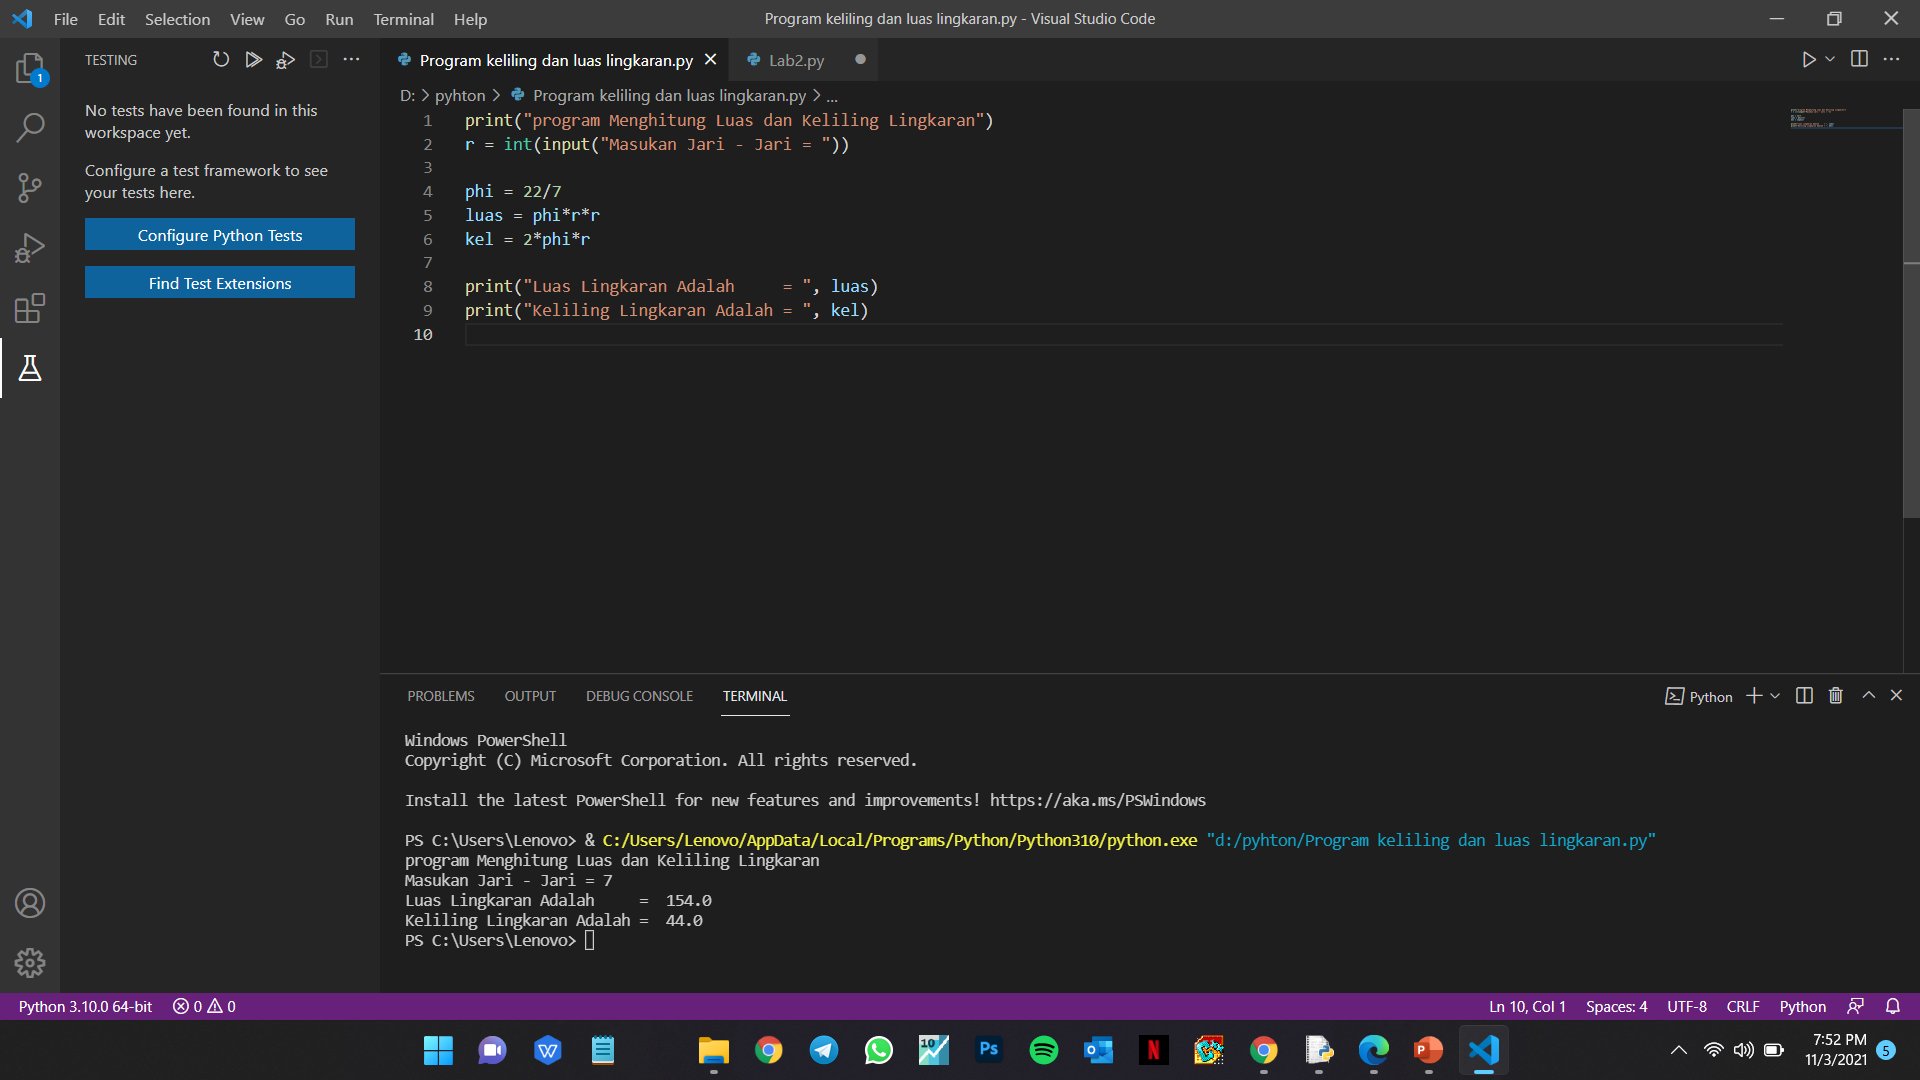 File Edit Selection View Go Run Terminal Help
Program keliling dan luas lingkaran.py - Visual Studio Code
TESTING
Program keliling dan luas lingkaran.py
Lab2.py
D: > pyhton > Program keliling dan luas lingkaran.py > ...
1
No tests have been found in this
workspace yet.
Configure a test framework to see
your tests here.
Configure Python Tests
Find Test Extensions
1 print("program Menghitung Luas dan Keliling Lingkaran")
2 r = int(input("Masukan Jari - Jari = "))
3
4 phi = 22/7
5 luas = phi*r*r
6 kel = 2*phi*r
7
8 print("Luas Lingkaran Adalah     = ", luas)
9 print("Keliling Lingkaran Adalah = ", kel)
10
PROBLEMS OUTPUT DEBUG CONSOLE TERMINAL
Python
Windows PowerShell
Copyright (C) Microsoft Corporation. All rights reserved.
Install the latest PowerShell for new features and improvements! https://aka.ms/PSWindows
PS C:\Users\Lenovo> & C:/Users/Lenovo/AppData/Local/Programs/Python/Python310/python.exe "d:/pyhton/Program keliling dan luas lingkaran.py"
program Menghitung Luas dan Keliling Lingkaran
Masukan Jari - Jari = 7
Luas Lingkaran Adalah     =  154.0
Keliling Lingkaran Adalah =  44.0
PS C:\Users\Lenovo>
Python 3.10.0 64-bit 0 0
Ln 10, Col 1 Spaces: 4 UTF-8 CRLF Python
W
10
Ps
N
P
7:52 PM
11/3/2021
5